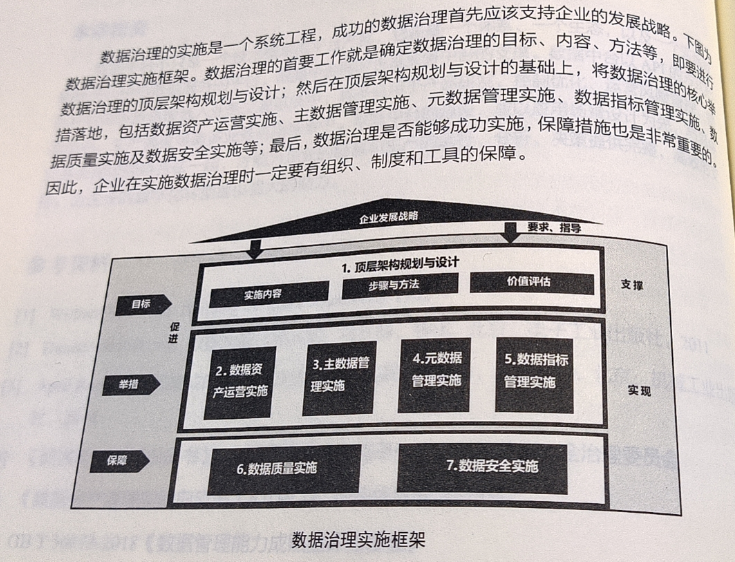 数据治理的实施是一个系统工程，成功的数据治理首先应该支持企业的发展战略。下图为
数据治理实施框架。数据治理的首要工作就是确定数据治理的目标、内容、方法等，即要进行
数据治理的顶层架构规划与设计；然后在顶层架构规划与设计的基础上，将数据治理的核心举
措落地，包括数据资产运营实施、主数据管理实施、元数据管理实施、数据指标管理实施、数
据质量实施及数据安全实施等；最后，数据治理是否能够成功实施，保障措施也是非常重要的。
因此，企业在实施数据治理时一定要有组织、制度和工具的保障。
企业发展战略
要求、指导
1. 顶层架构规划与设计
实施内容
步骤与方法
价值评估
目标
支撑
促进
2. 数据资
产运营实施
3.主数据管
理实施
4.元数据
管理实施
5.数据指标
管理实施
举措
实现
保障
6.数据质量实施
7.数据安全实施
数据治理实施框架